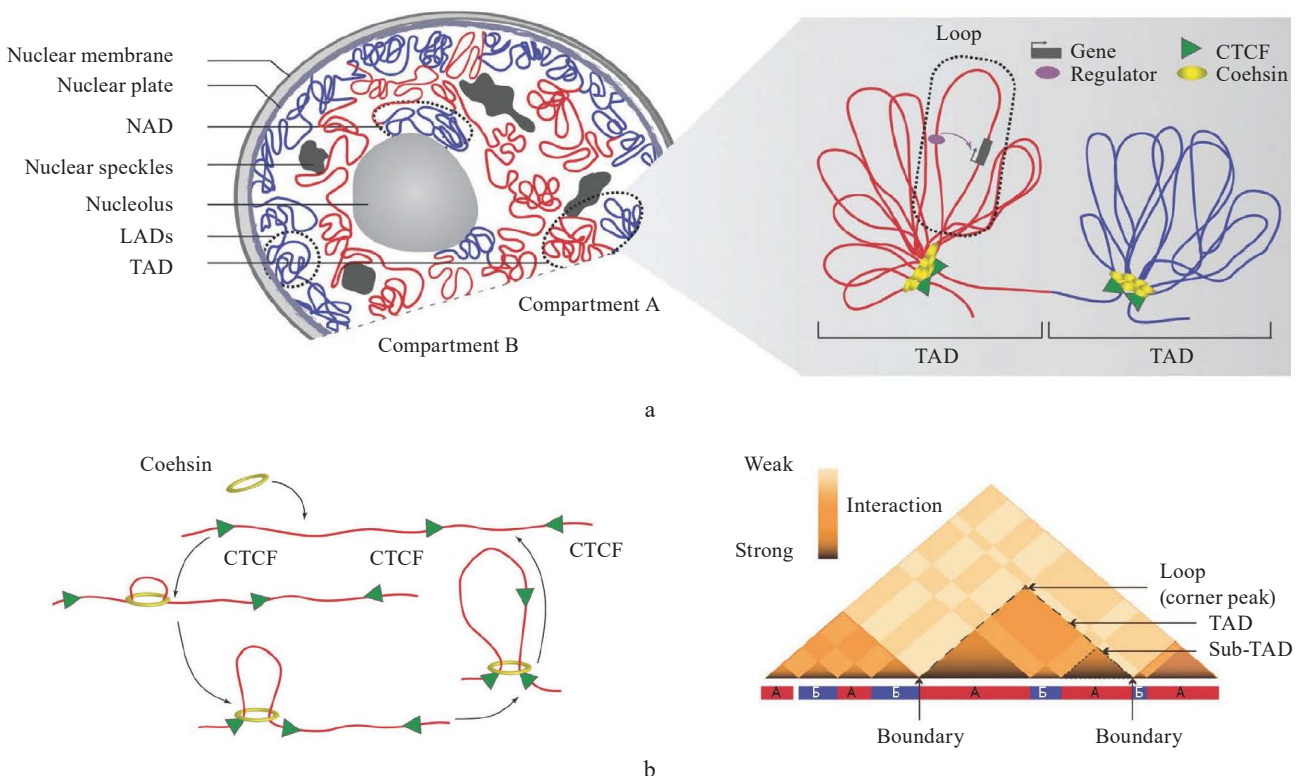 Nuclear membrane
Nuclear plate
NAD
Nuclear speckles
Nucleolus
LADs
TAD
Compartment A
Compartment B
Loop
Gene
CTCF
Regulator
Coehsin
TAD
TAD
a
Coehsin
CTCF
CTCF
CTCF
Weak
Interaction
Strong
Loop
(corner peak)
TAD
Sub-TAD
А Б А Б А Б А Б А
Boundary
Boundary
b